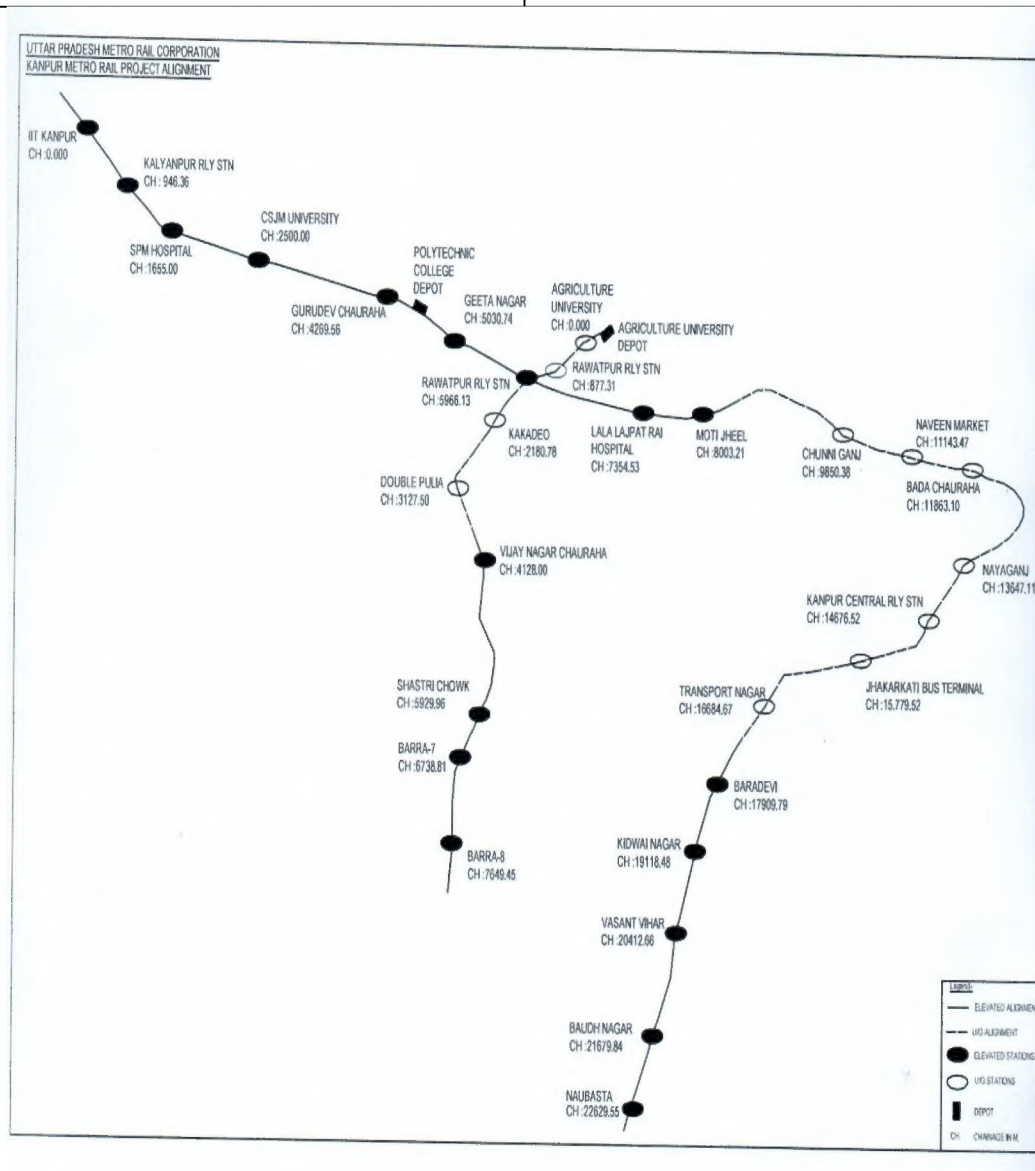 UTTAR PRADESH METRO RAIL CORPORATION
KANPUR METRO RAIL PROJECT ALIGNMENT
IIT KANPUR
CH :0.000
KALYANPUR RLY STN
CH : 946.36
SPM HOSPITAL
CH :1655.00
CSJM UNIVERSITY
CH :2500.00
GURUDEV CHAURAHA
CH :4269.56
POLYTECHNIC
COLLEGE
DEPOT
GEETA NAGAR
CH :5030.74
AGRICULTURE
UNIVERSITY
CH :0.000
AGRICULTURE UNIVERSITY
DEPOT
RAWATPUR RLY STN
CH :877.31
RAWATPUR RLY STN
CH :5966.13
KAKADEO
CH :2180.78
LALA LAJPAT RAI
HOSPITAL
CH :7354.53
MOTI JHEEL
CH :8003.21
CHUNNI GANJ
CH :9850.38
NAVEEN MARKET
CH :11143.47
BADA CHAURAHA
CH :11863.10
DOUBLE PULIA
CH :3127.50
VIJAY NAGAR CHAURAHA
CH :4128.00
NAYAGANJ
CH :13647.11
KANPUR CENTRAL RLY STN
CH :14676.52
JHAKARKATI BUS TERMINAL
CH :15.779.52
TRANSPORT NAGAR
CH :16684.67
SHASTRI CHOWK
CH :5929.96
BARRA-7
CH :6738.81
BARADEVI
CH :17909.79
BARRA-8
CH :7649.45
KIDWAI NAGAR
CH :19118.48
VASANT VIHAR
CH :20412.66
BAUDH NAGAR
CH :21679.84
NAUBASTA
CH :22629.55
Legend:-
ELEVATED ALIGNMEN
U/G ALIGNMENT
ELEVATED STATIONS
U/G STATIONS
DEPOT
CH. CHAINAGE IN M.